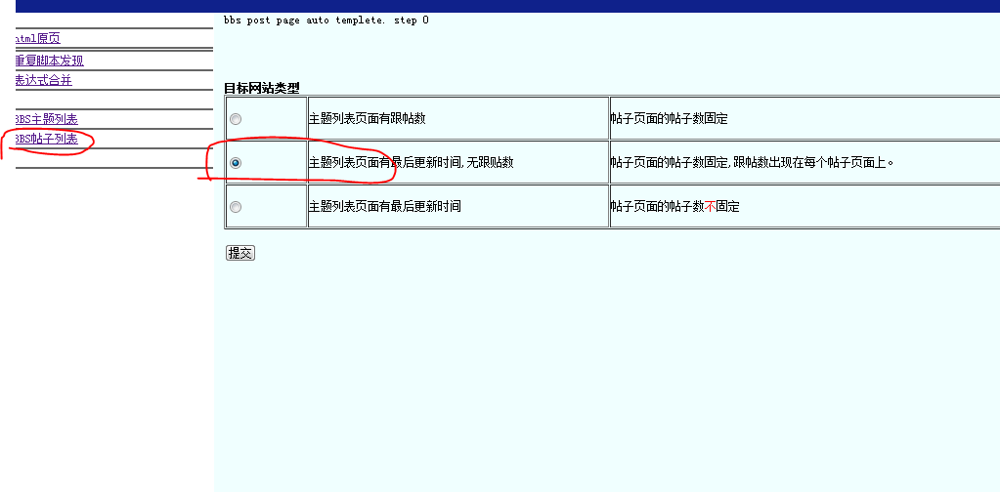 bbs post page auto templete. step 0
html原页
重复脚本发现
表达式合并
BBS主题列表
BBS帖子列表
目标网站类型
主题列表页面有跟帖数 帖子页面的帖子数固定
主题列表页面有最后更新时间,无跟贴数 帖子页面的帖子数固定,跟帖数出现在每个帖子页面上。
主题列表页面有最后更新时间 帖子页面的帖子数不固定
提交